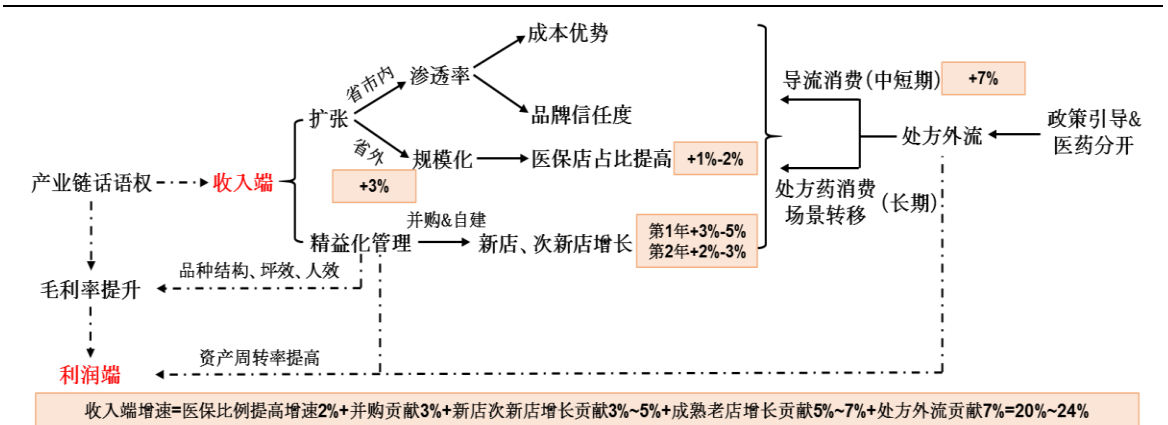 成本优势
省市内
渗透率
导流消费(中短期)
+7%
扩张
品牌信任度
政策引导&
医药分开
处方外流
省外
规模化
医保店占比提高
+1%-2%
产业链话语权
收入端
+3%
处方药消费
场景转移
(长期)
并购&自建
第1年+3%-5%
第2年+2%-3%
精益化管理
新店、次新店增长
品种结构、坪效、人效
毛利率提升
资产周转率提高
利润端
收入端增速=医保比例提高增速2%+并购贡献3%+新店次新店增长贡献3%~5%+成熟老店增长贡献5%~7%+处方外流贡献7%=20%~24%